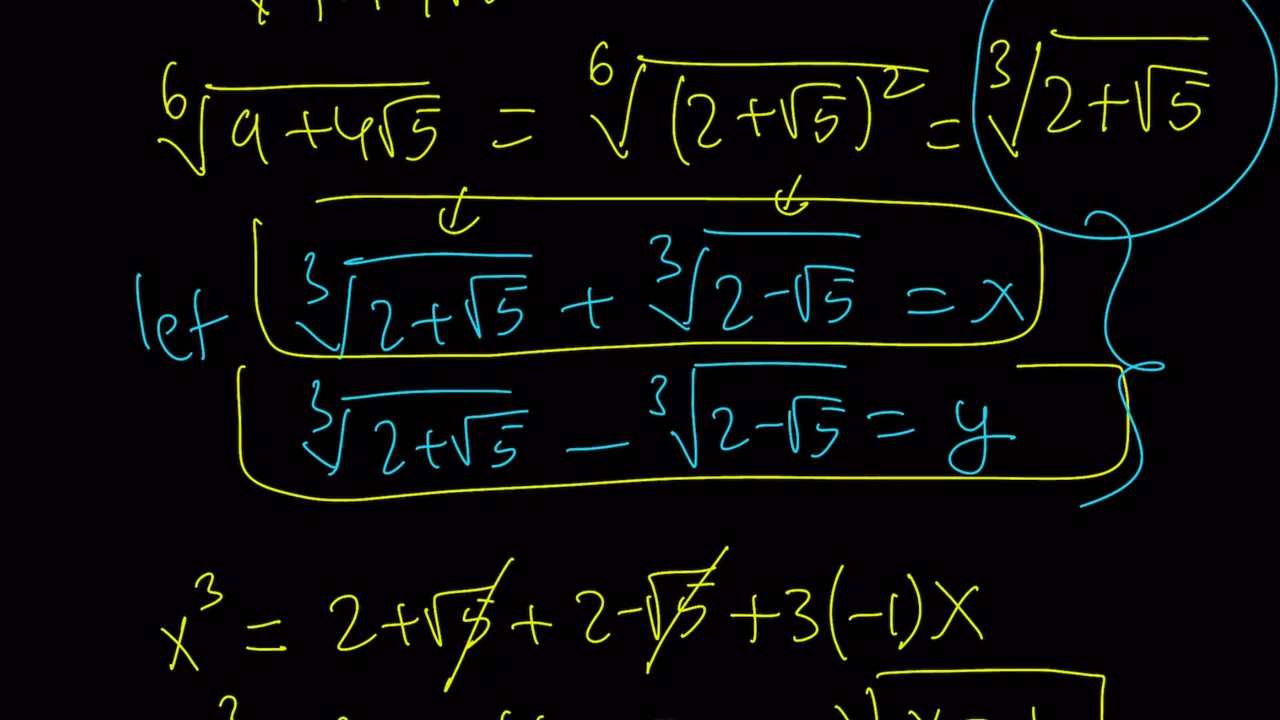 ⁶√(9+4√5) = ⁶√((2+√5)²) = ³√(2+√5)
let ³√(2+√5) + ³√(2-√5) = x
³√(2+√5) - ³√(2-√5) = y
x³ = 2+√5 + 2-√5 + 3(-1)x